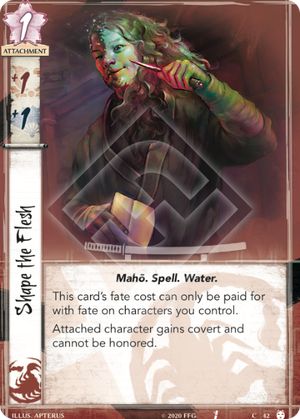 1
ATTACHMENT
+1
+1
Shape the Flesh
Mahō. Spell. Water.
This card's fate cost can only be paid for
with fate on characters you control.
Attached character gains covert and
cannot be honored.
ILLUS. APTERUS
© 2020 FFG
C 42